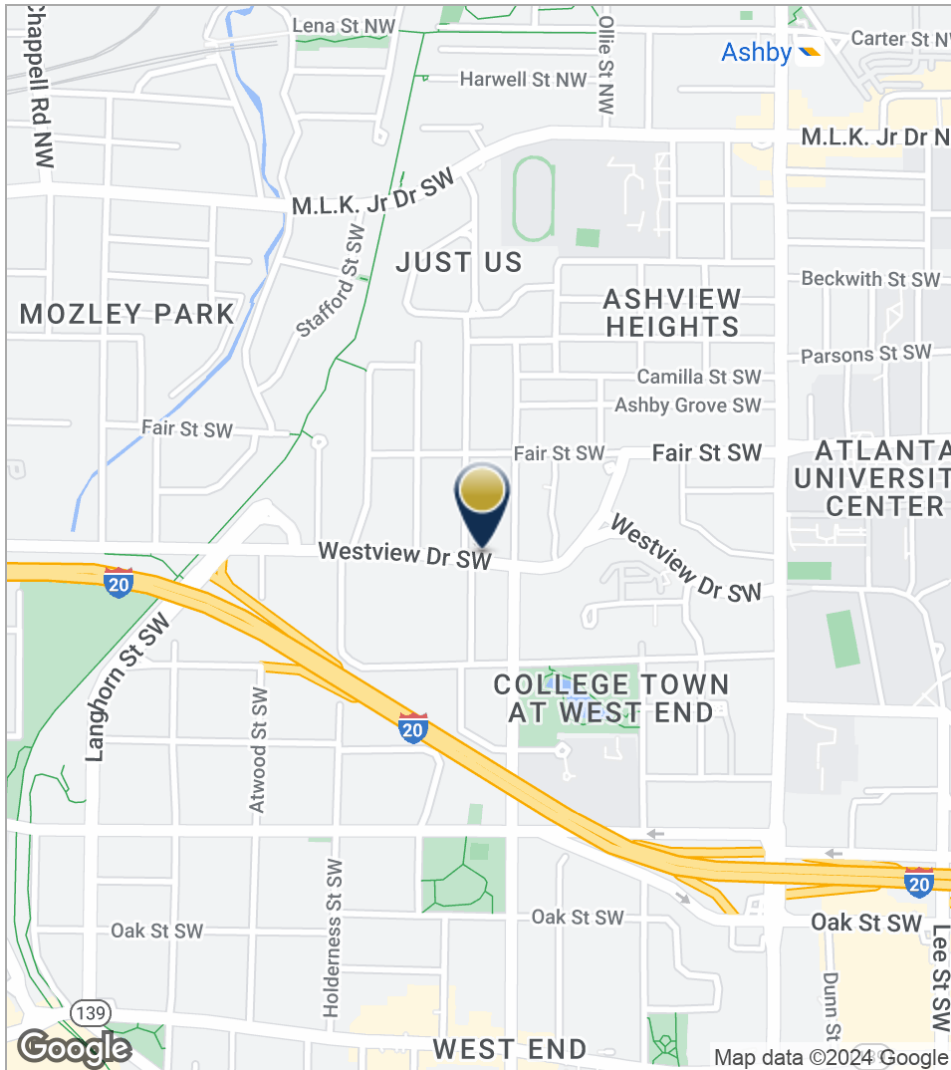 Chappell Rd NW
Lena St NW
Ollie St NW
Carter St NW
Ashby
Harwell St NW
M.L.K. Jr Dr N
M.L.K. Jr Dr SW
Stafford St SW
JUST US
Beckwith St SW
MOZLEY PARK
ASHVIEW
HEIGHTS
Parsons St SW
Camilla St SW
Ashby Grove SW
Fair St SW
Fair St SW
Fair St SW
ATLANTA
UNIVERSIT
CENTER
Westview Dr SW
Westview Dr SW
20
Langhorn St SW
COLLEGE TOWN
AT WEST END
Atwood St SW
20
20
Holderness St SW
Oak St SW
Oak St SW
Oak St SW
Lee St SW
Dunn St
139
Google
WEST END
Map data ©2024 Google